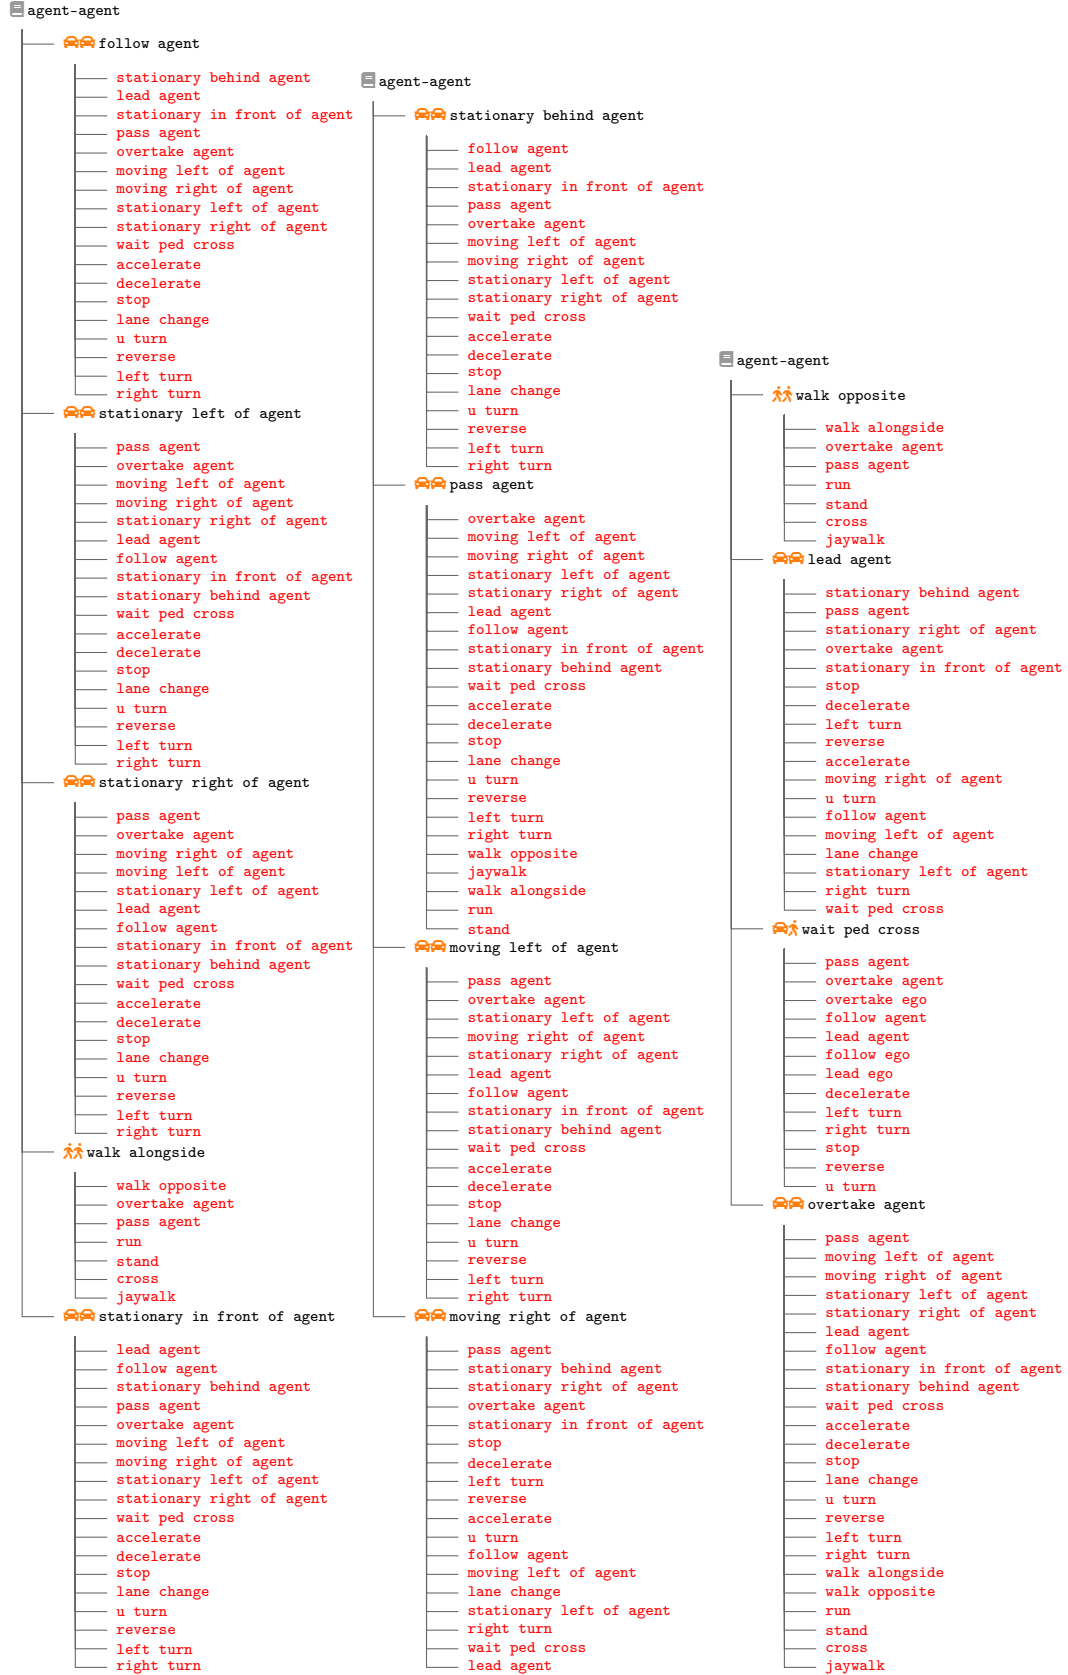 agent-agent
follow agent
stationary behind agent
lead agent
stationary in front of agent
pass agent
overtake agent
moving left of agent
moving right of agent
stationary left of agent
stationary right of agent
wait ped cross
accelerate
decelerate
stop
lane change
u turn
reverse
left turn
right turn
stationary left of agent
pass agent
overtake agent
moving left of agent
moving right of agent
stationary right of agent
lead agent
follow agent
stationary in front of agent
stationary behind agent
wait ped cross
accelerate
decelerate
stop
lane change
u turn
reverse
left turn
right turn
stationary right of agent
pass agent
overtake agent
moving right of agent
moving left of agent
stationary left of agent
lead agent
follow agent
stationary in front of agent
stationary behind agent
wait ped cross
accelerate
decelerate
stop
lane change
u turn
reverse
left turn
right turn
walk alongside
walk opposite
overtake agent
pass agent
run
stand
cross
jaywalk
stationary in front of agent
lead agent
follow agent
stationary behind agent
pass agent
overtake agent
moving left of agent
moving right of agent
stationary left of agent
stationary right of agent
wait ped cross
accelerate
decelerate
stop
lane change
u turn
reverse
left turn
right turn
agent-agent
stationary behind agent
follow agent
lead agent
stationary in front of agent
pass agent
overtake agent
moving left of agent
moving right of agent
stationary left of agent
stationary right of agent
wait ped cross
accelerate
decelerate
stop
lane change
u turn
reverse
left turn
right turn
pass agent
overtake agent
moving left of agent
moving right of agent
stationary left of agent
stationary right of agent
lead agent
follow agent
stationary in front of agent
stationary behind agent
wait ped cross
accelerate
decelerate
stop
lane change
u turn
reverse
left turn
right turn
walk opposite
jaywalk
walk alongside
run
stand
moving left of agent
pass agent
overtake agent
stationary left of agent
moving right of agent
stationary right of agent
lead agent
follow agent
stationary in front of agent
stationary behind agent
wait ped cross
accelerate
decelerate
stop
lane change
u turn
reverse
left turn
right turn
moving right of agent
pass agent
stationary behind agent
stationary right of agent
overtake agent
stationary in front of agent
stop
decelerate
left turn
reverse
accelerate
u turn
follow agent
moving left of agent
lane change
stationary left of agent
right turn
wait ped cross
lead agent
agent-agent
walk opposite
walk alongside
overtake agent
pass agent
run
stand
cross
jaywalk
lead agent
stationary behind agent
pass agent
stationary right of agent
overtake agent
stationary in front of agent
stop
decelerate
left turn
reverse
accelerate
moving right of agent
u turn
follow agent
moving left of agent
lane change
stationary left of agent
right turn
wait ped cross
wait ped cross
pass agent
overtake agent
overtake ego
follow agent
lead agent
follow ego
lead ego
decelerate
left turn
right turn
stop
reverse
u turn
overtake agent
pass agent
moving left of agent
moving right of agent
stationary left of agent
stationary right of agent
lead agent
follow agent
stationary in front of agent
stationary behind agent
wait ped cross
accelerate
decelerate
stop
lane change
u turn
reverse
left turn
right turn
walk alongside
walk opposite
run
stand
cross
jaywalk